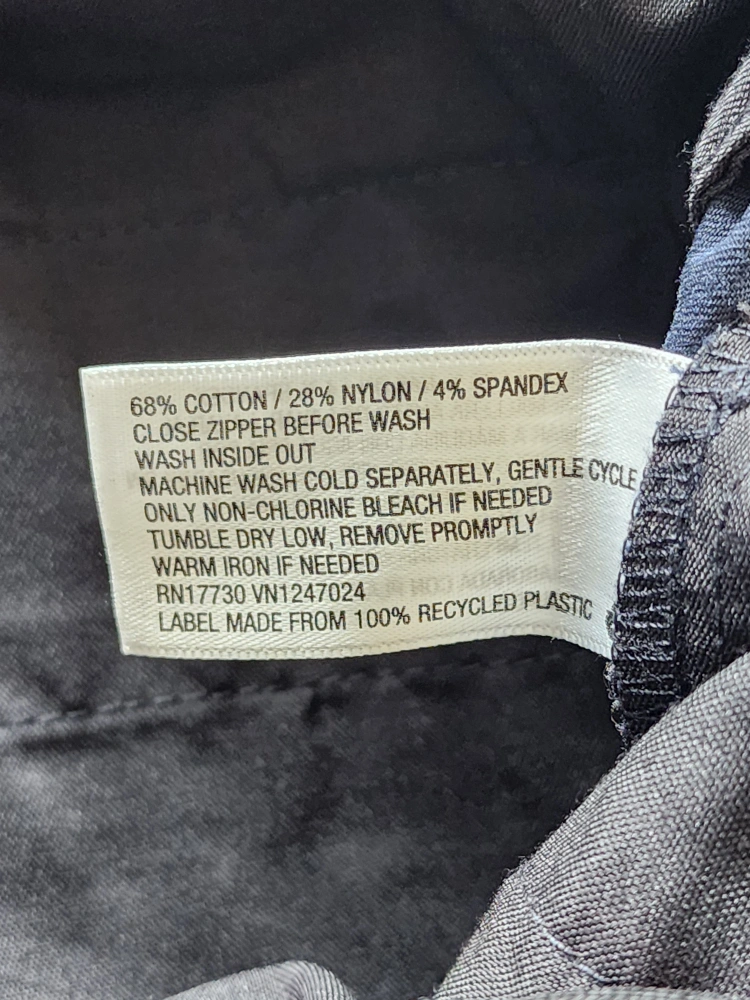 68% COTTON / 28% NYLON / 4% SPANDEX
CLOSE ZIPPER BEFORE WASH
WASH INSIDE OUT
MACHINE WASH COLD SEPARATELY, GENTLE CYCLE
ONLY NON-CHLORINE BLEACH IF NEEDED
TUMBLE DRY LOW, REMOVE PROMPTLY
WARM IRON IF NEEDED
RN17730 VN1247024
LABEL MADE FROM 100% RECYCLED PLASTIC